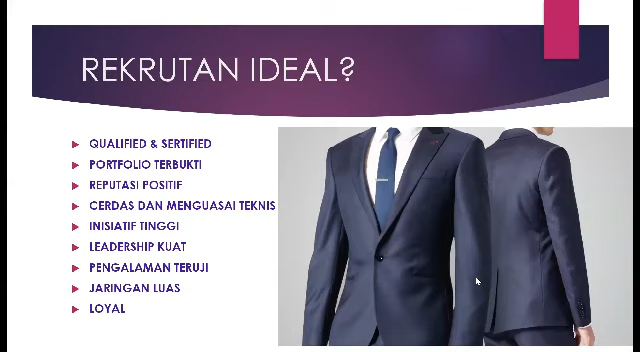 REKRUTAN IDEAL?
QUALIFIED & SERTIFIED
PORTFOLIO TERBUKTI
REPUTASI POSITIF
CERDAS DAN MENGUASAI TEKNIS
INISIATIF TINGGI
LEADERSHIP KUAT
PENGALAMAN TERUJI
JARINGAN LUAS
LOYAL